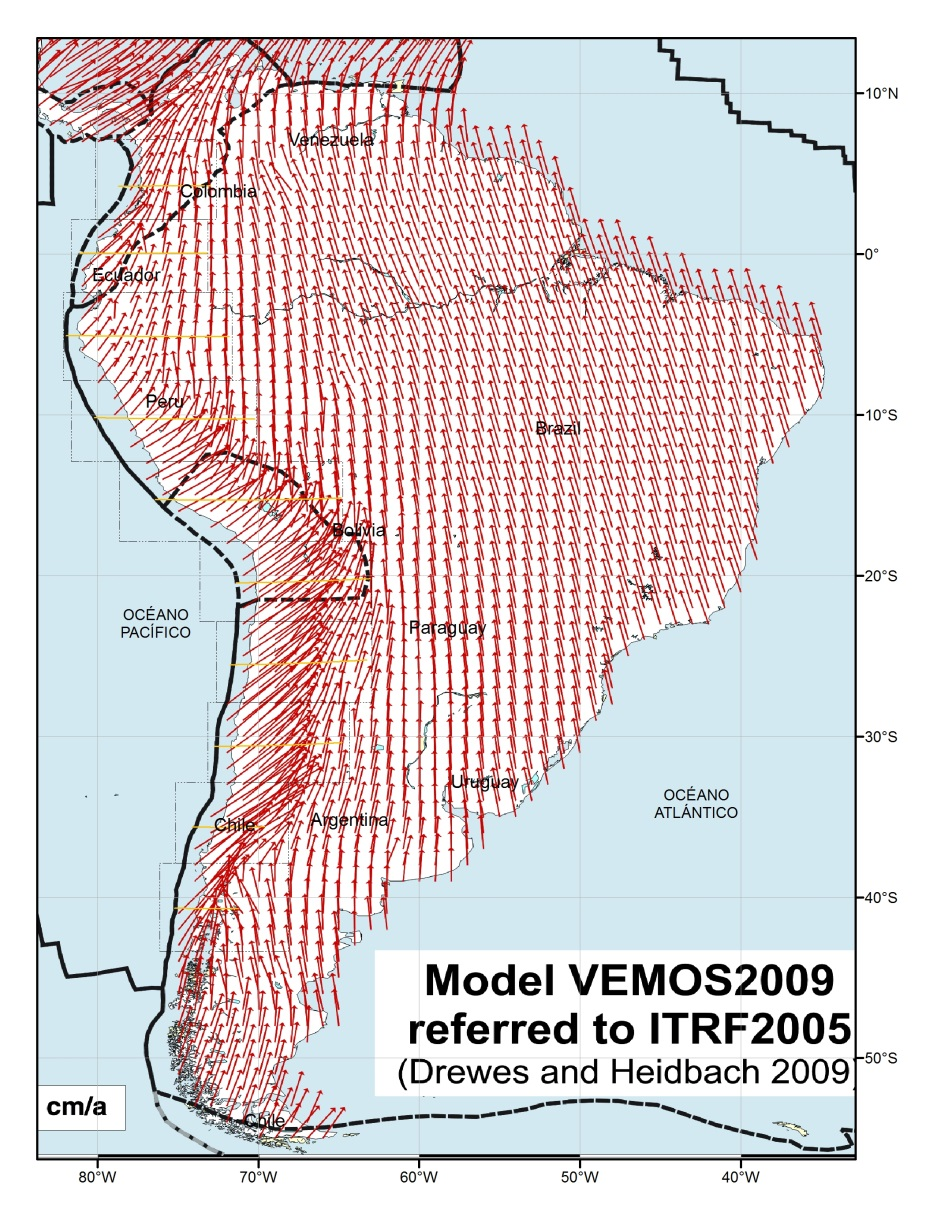 10°N
Venezuela
Colombia
0°
Ecuador
Peru
10°S
Brazil
Bolivia
20°S
OCÉANO
PACÍFICO
Paraguay
30°S
Uruguay
OCÉANO
ATLÁNTICO
Chile
Argentina
40°S
Model VEMOS2009
referred to ITRF2005
(Drewes and Heidbach 2009
50°S
cm/a
Chile
80°W
70°W
60°W
50°W
40°W